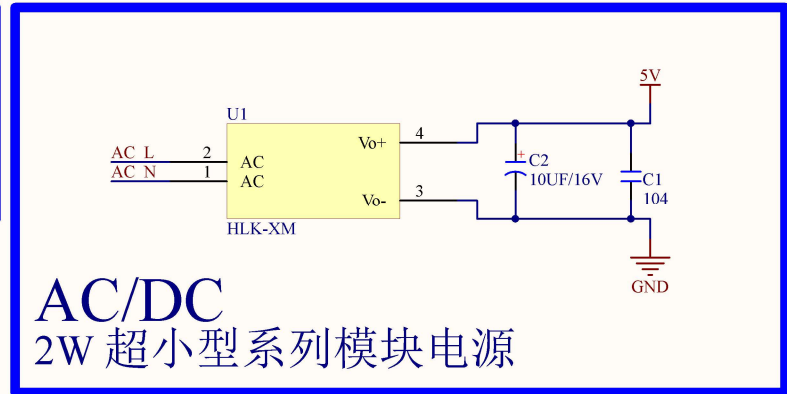 5V
U1
4
Vo+
AC L
2
AC
C2
AC N
1
AC
10UF/16V
C1
3
104
Vo-
HLK-XM
GND
AC/DC
2W 超小型系列模块电源